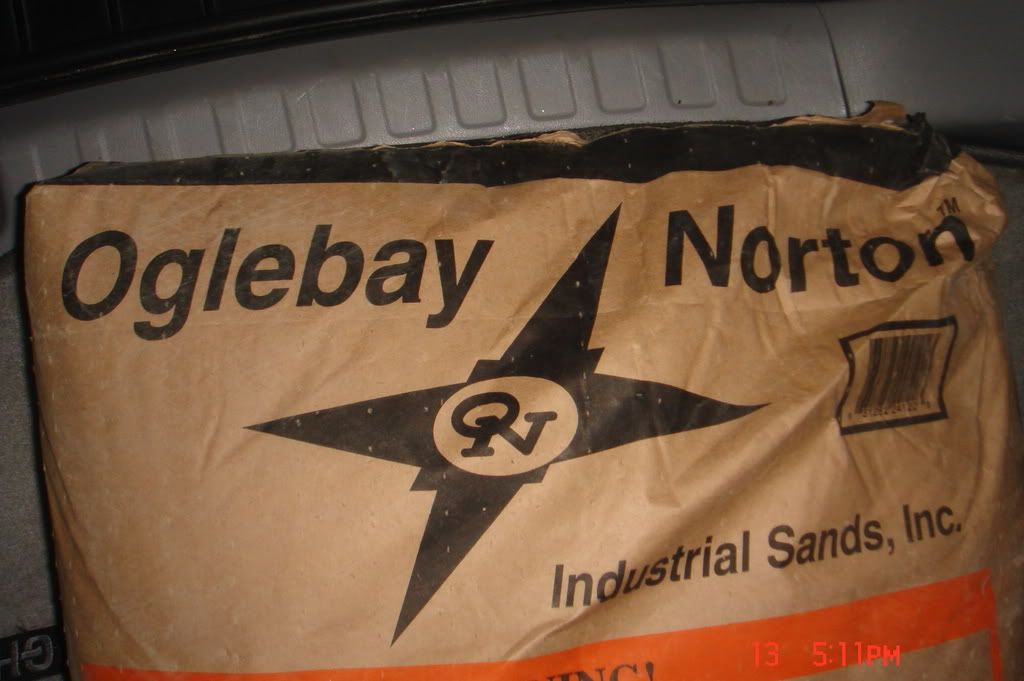 Oglebay Norton™
ON
Industrial Sands, Inc.
13 5:11PM